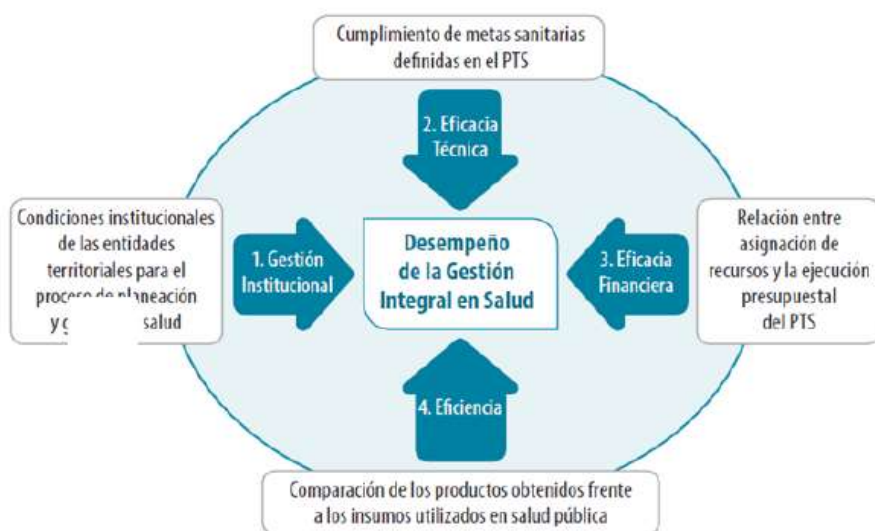 Cumplimiento de metas sanitarias
definidas en el PTS
2. Eficacia
Técnica
Condiciones institucionales
de las entidades
territoriales para el
proceso de planeación
y salud
1. Gestión
Institucional
Desempeño
de la Gestión
Integral en Salud
3. Eficacia
Financiera
Relación entre
asignación de
recursos y la ejecución
presupuestal
del PTS
4. Eficiencia
Comparación de los productos obtenidos frente
a los insumos utilizados en salud pública